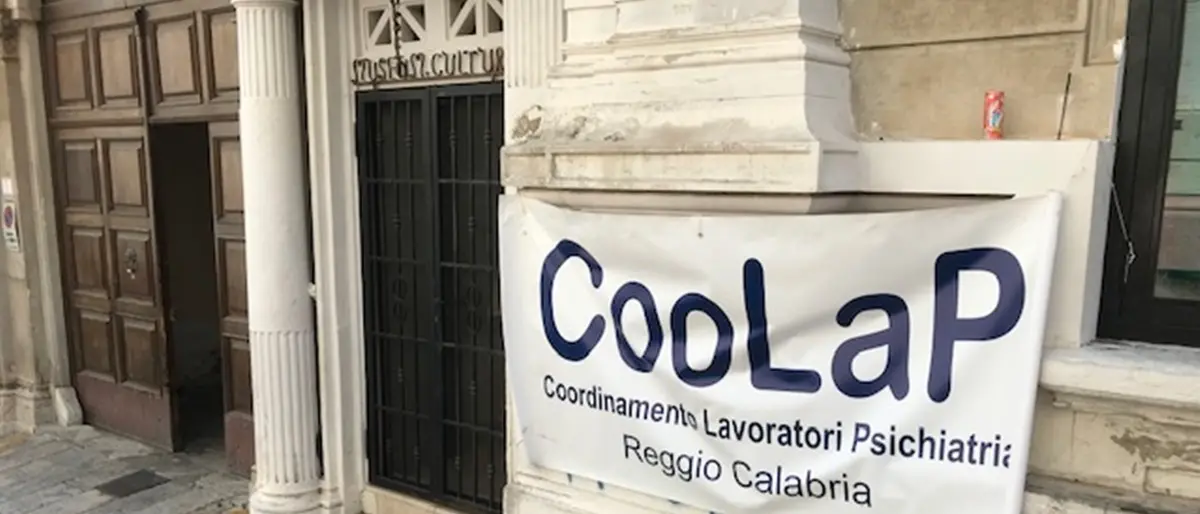 CooLaP
Coordinamento Lavoratori Psichiatria
Reggio Calabria